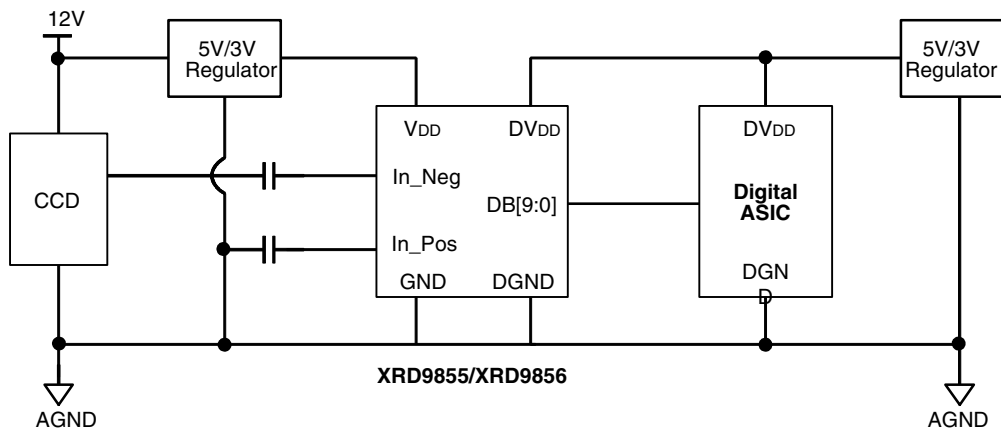 12V
5V/3V
Regulator
5V/3V
Regulator
VDD
DVDD
DVDD
CCD
In_Neg
DB[9:0]
Digital
ASIC
In_Pos
GND
DGND
DGN
D
XRD9855/XRD9856
AGND
AGND